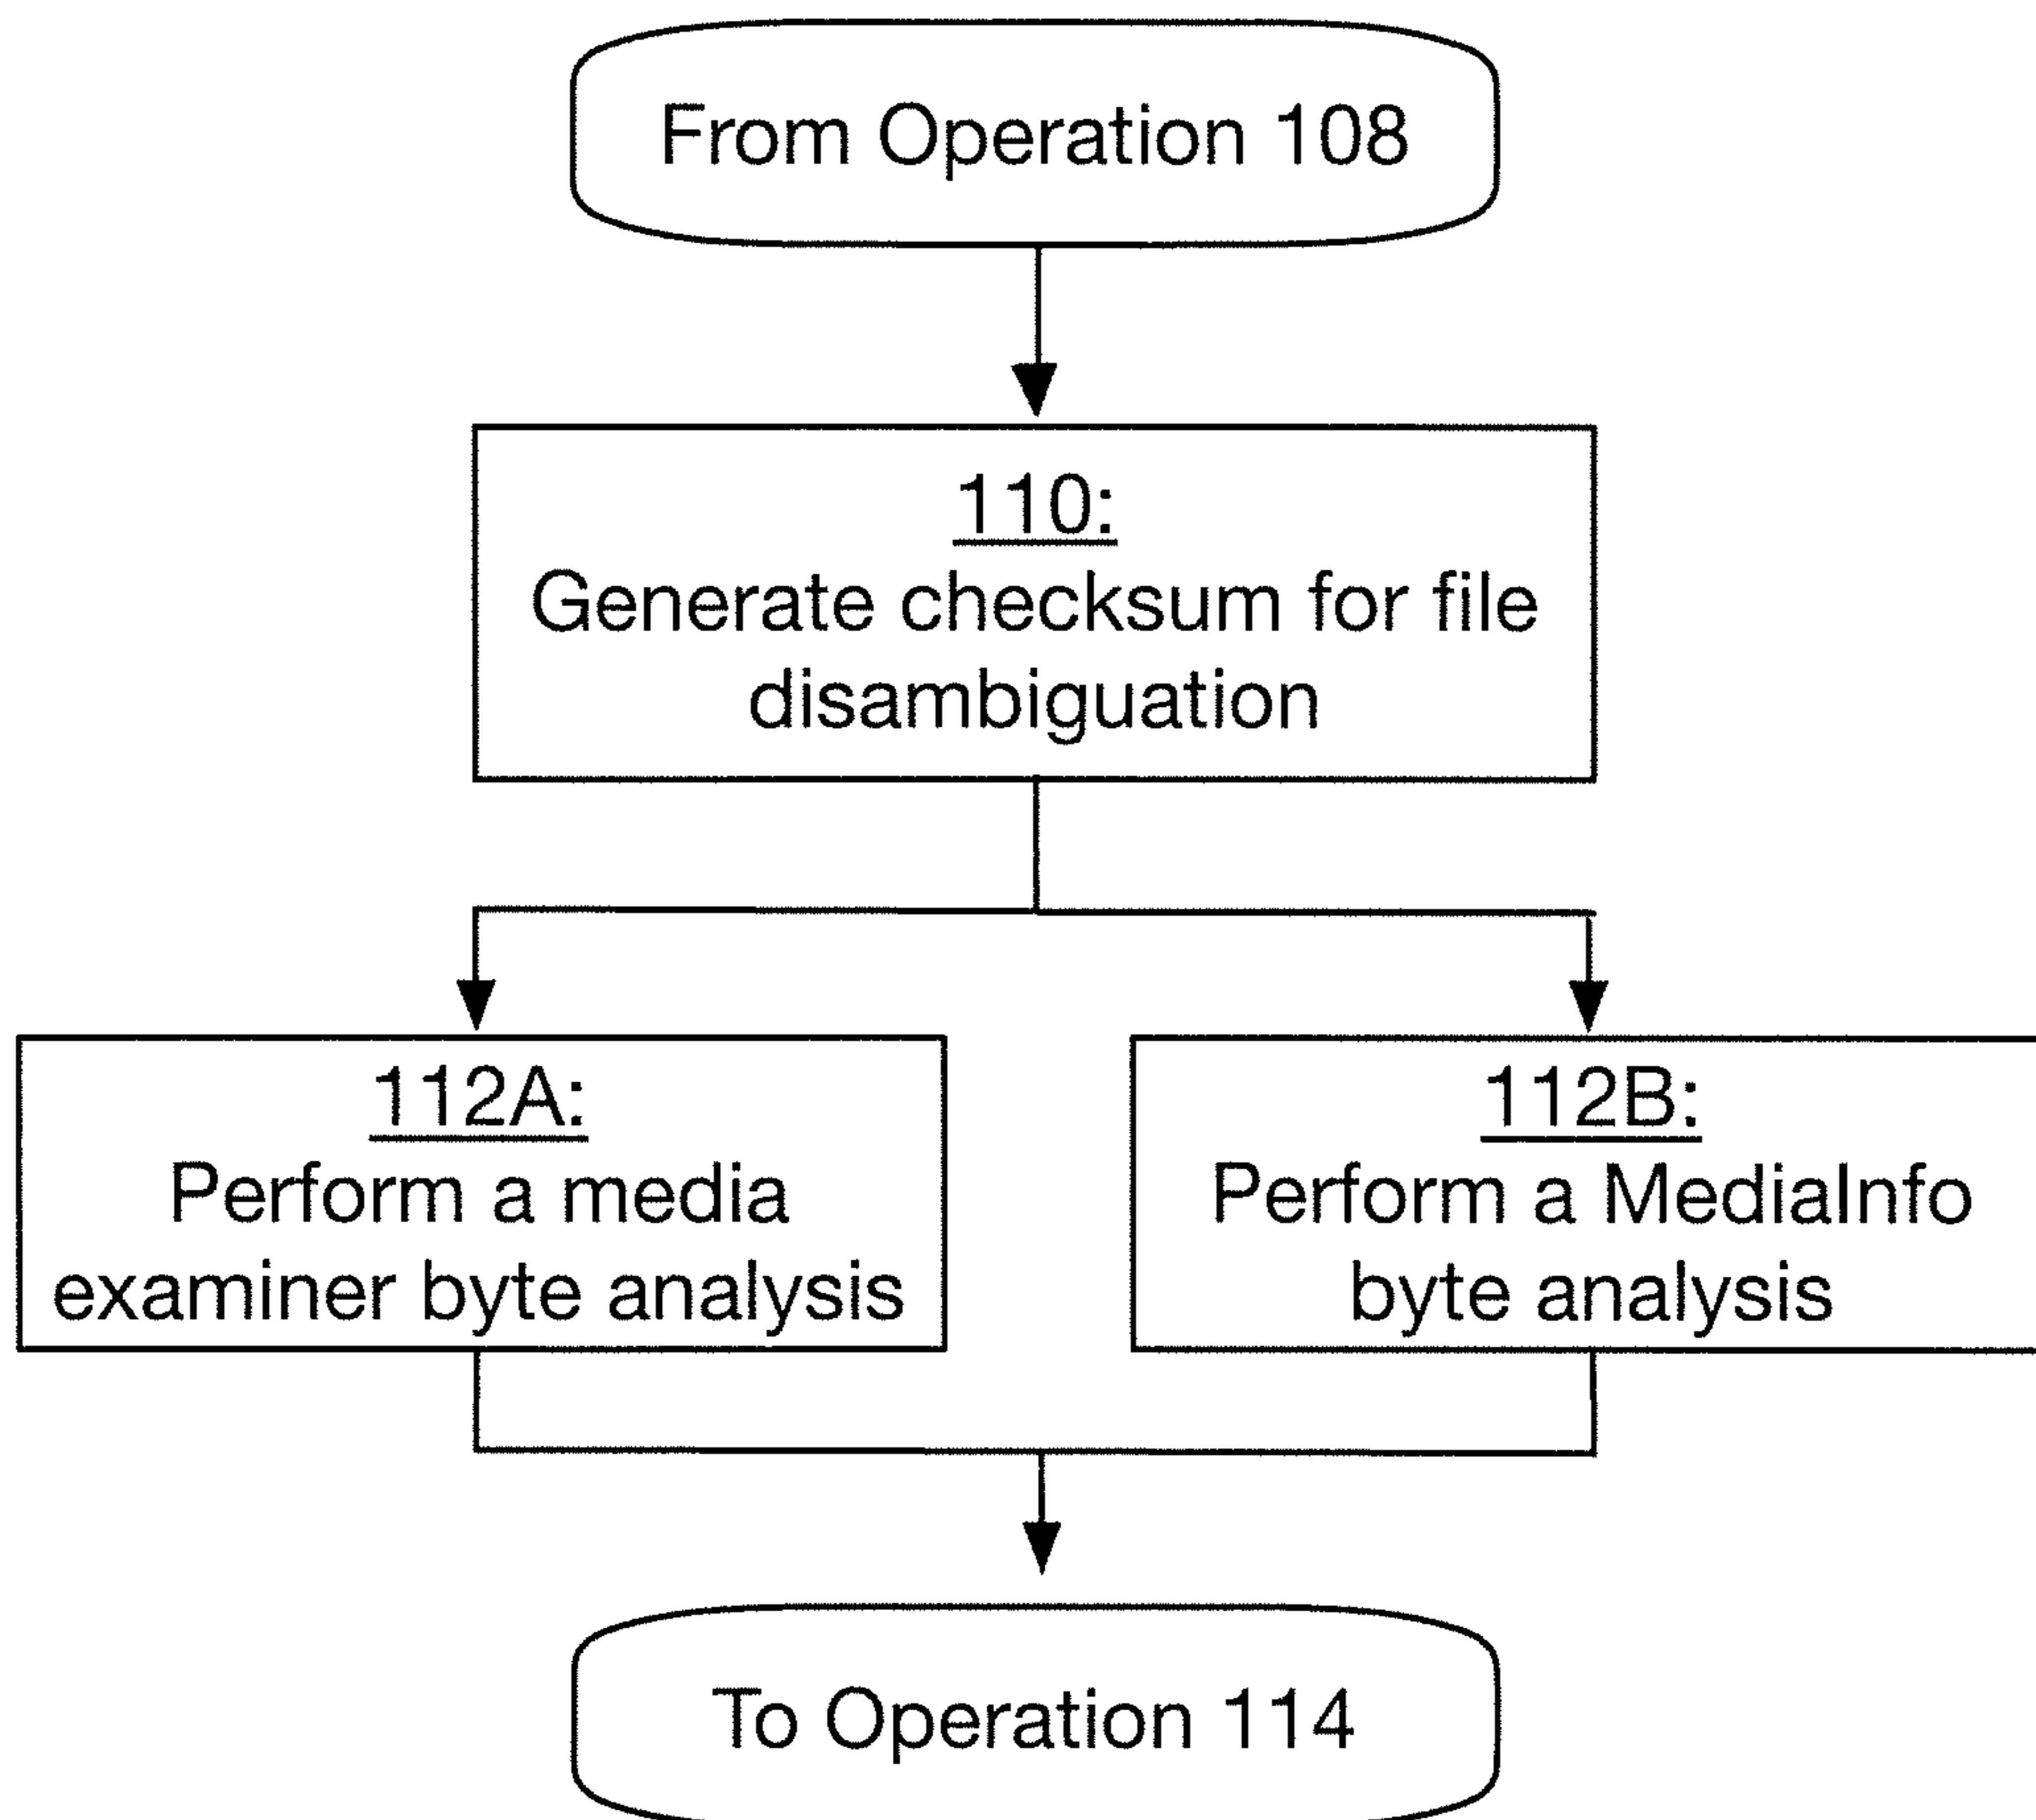 From Operation 108
110:
Generate checksum for file
disambiguation
112A:
Perform a media
examiner byte analysis
112B:
Perform a MediaInfo
byte analysis
To Operation 114